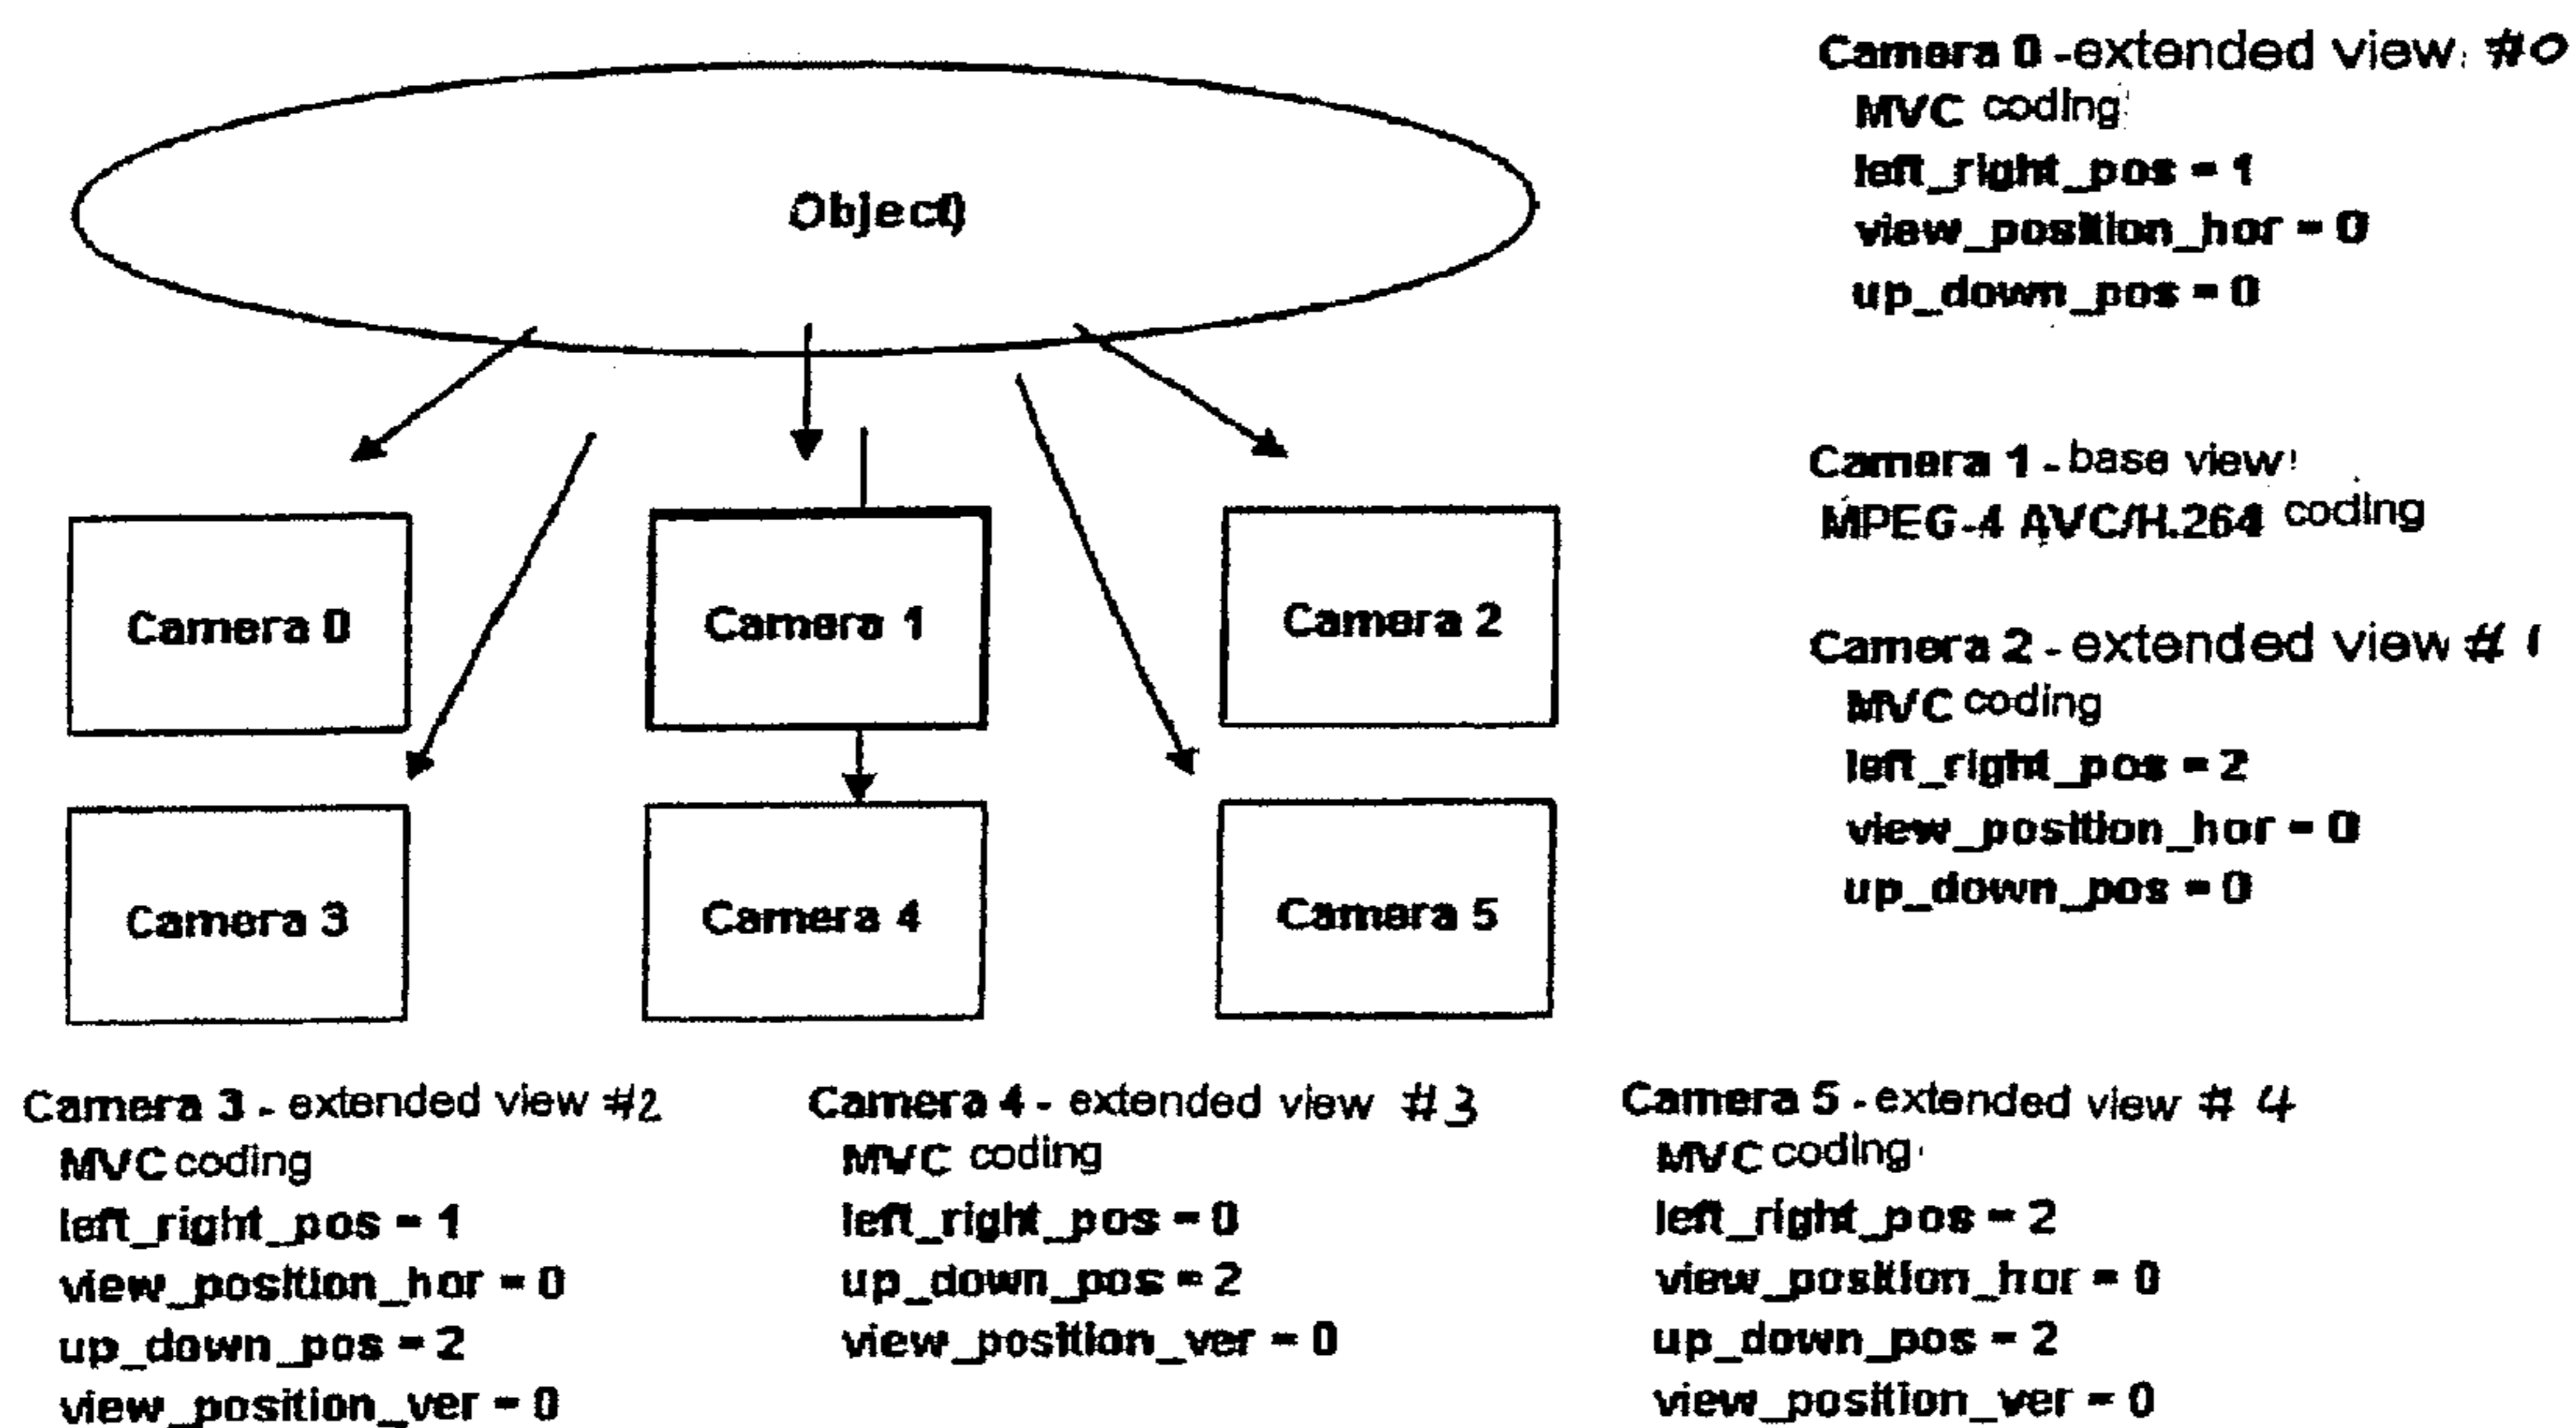 Object
Camera 0 - extended view #0
MVC coding
left_right_pos = 1
view_position_hor = 0
up_down_pos = 0
Camera 1 - base view
MPEG-4 AVC/H.264 coding
Camera 2 - extended view # 1
MVC coding
left_right_pos = 2
view_position_hor = 0
up_down_pos = 0
Camera 0
Camera 1
Camera 2
Camera 3
Camera 4
Camera 5
Camera 3 - extended view #2
MVC coding
left_right_pos = 1
view_position_hor = 0
up_down_pos = 2
view_position_ver = 0
Camera 4 - extended view #3
MVC coding
left_right_pos = 0
up_down_pos = 2
view_position_ver = 0
Camera 5 - extended view # 4
MVC coding
left_right_pos = 2
view_position_hor = 0
up_down_pos = 2
view_position_ver = 0